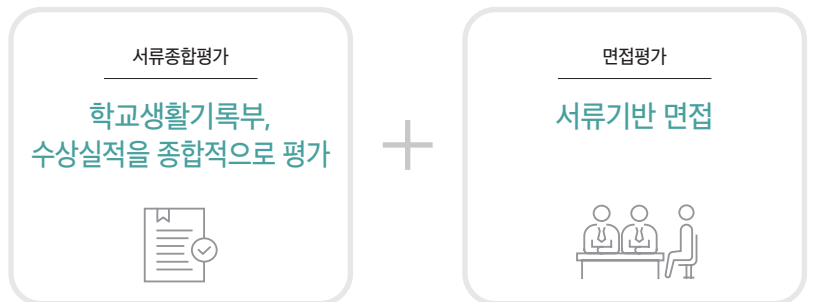 서류종합평가
학교생활기록부,
수상실적을 종합적으로 평가
+
면접평가
서류기반 면접